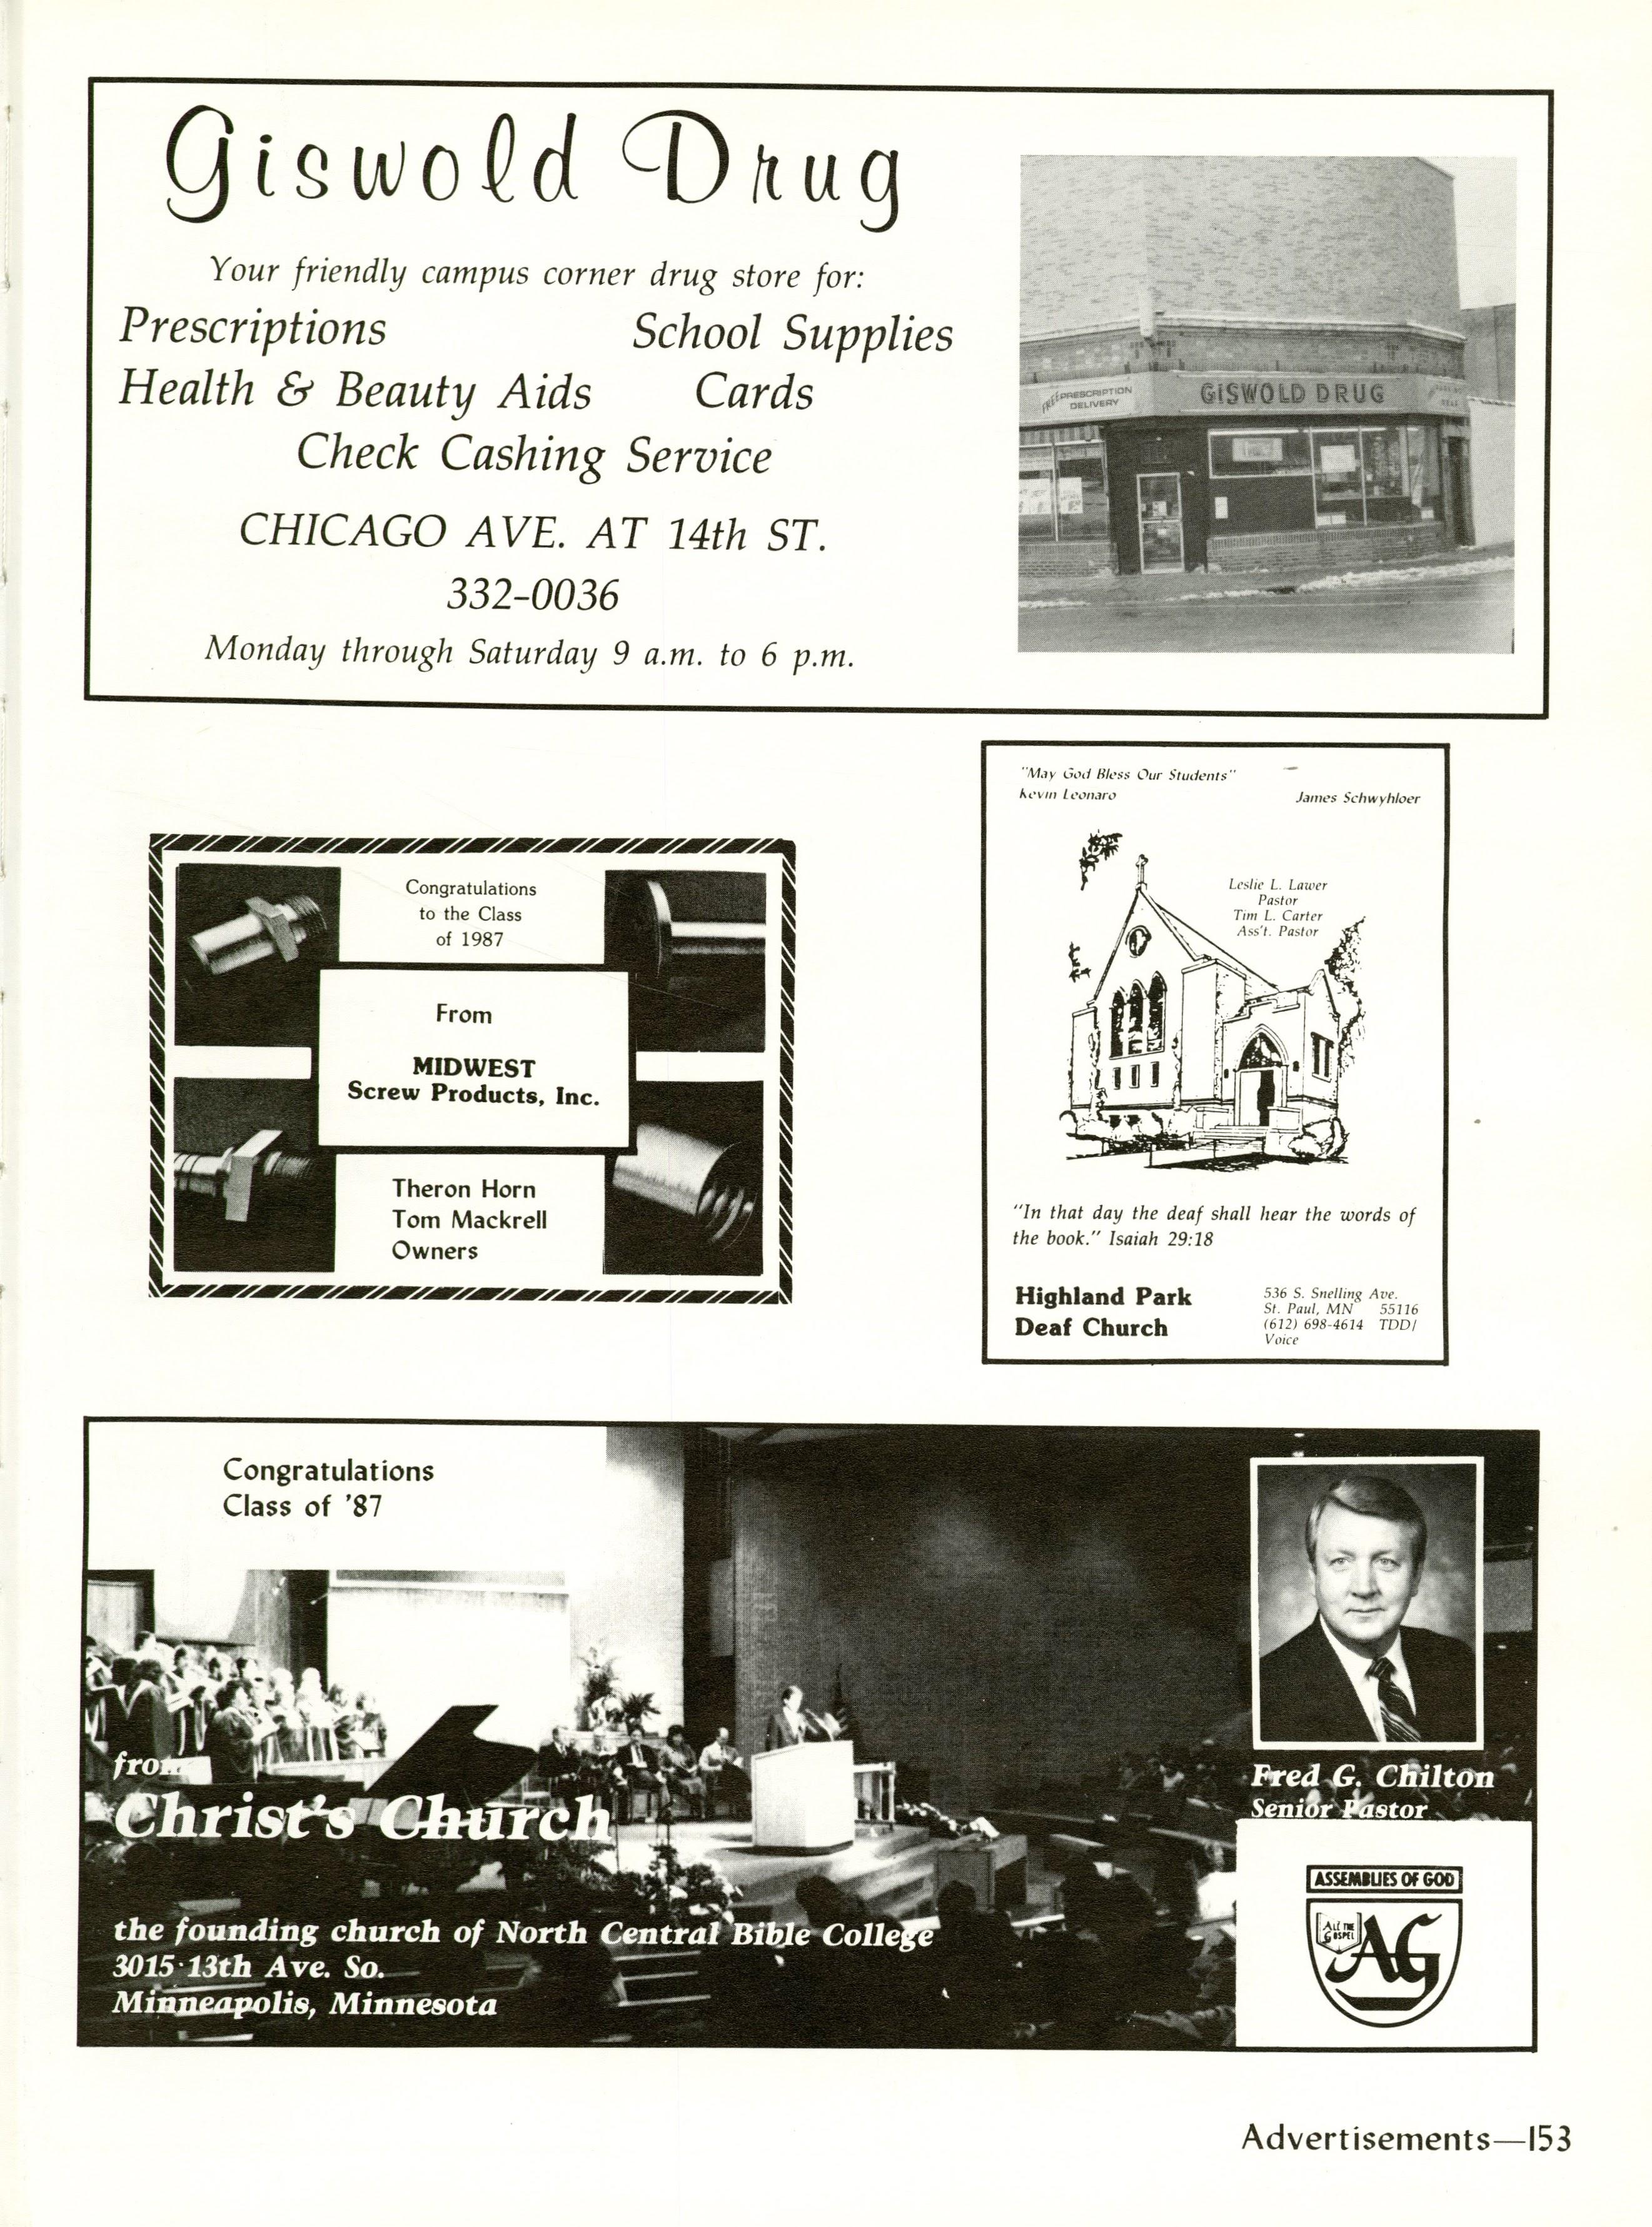 Giswold Drug
Your friendly campus corner drug store for:
Prescriptions School Supplies
Health & Beauty Aids Cards
Check Cashing Service
CHICAGO AVE. AT 14th ST.
332-0036
Monday through Saturday 9 a.m. to 6 p.m.
FREE PRESCRIPTION
DELIVERY
GISWOLD DRUG
Congratulations
to the Class
of 1987
From
MIDWEST
Screw Products, Inc.
Theron Horn
Tom Mackrell
Owners
"May God Bless Our Students"
Kevin Leonaro James Schwyhloer
Leslie L. Lawer
Pastor
Tim L. Carter
Ass't. Pastor
"In that day the deaf shall hear the words of
the book." Isaiah 29:18
Highland Park
Deaf Church
536 S. Snelling Ave.
St. Paul, MN 55116
(612) 698-4614 TDD/
Voice
Congratulations
Class of '87
from
Christ's Church
the founding church of North Central Bible College
3015·13th Ave. So.
Minneapolis, Minnesota
Fred G. Chilton
Senior Pastor
ASSEMBLIES OF GOD
ALL THE
GOSPEL
AG
Advertisements—153